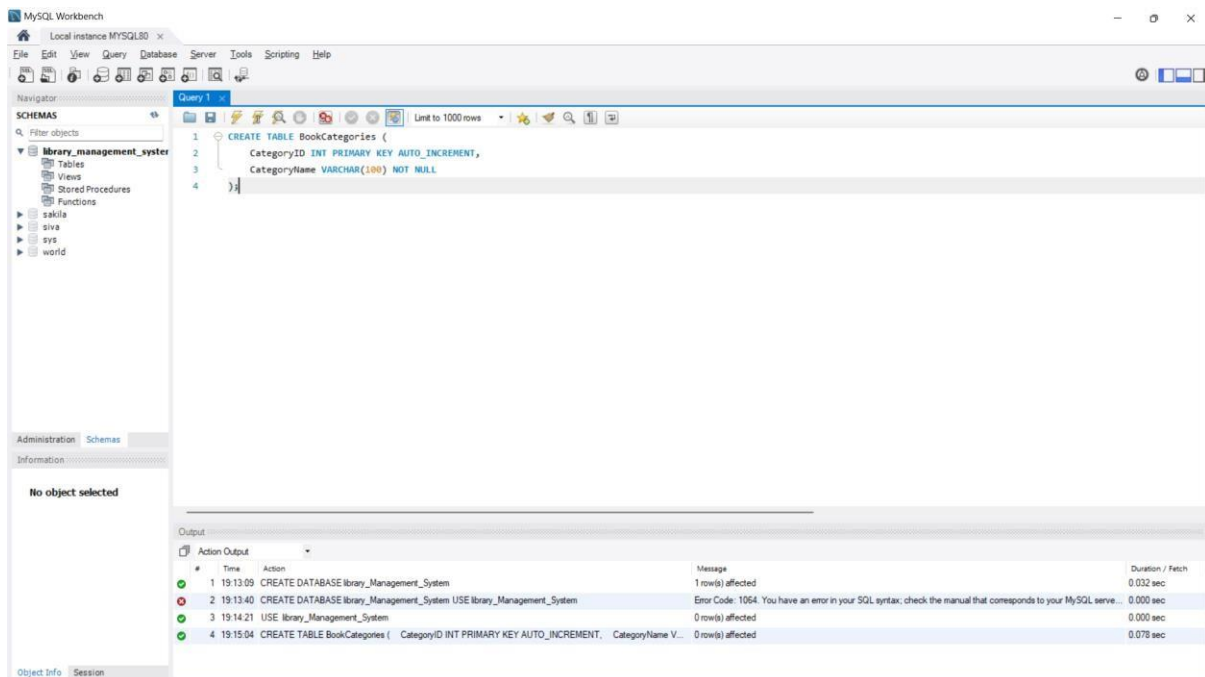 MySQL Workbench
Local instance MYSQL80
File Edit View Query Database Server Tools Scripting Help
Navigator
SCHEMAS
Filter objects
library_management_syster
Tables
Views
Stored Procedures
Functions
sakila
siva
sys
world
Administration Schemas
Information
No object selected
Object Info Session
Query 1
Limit to 1000 rows
1 CREATE TABLE BookCategories (
2 CategoryID INT PRIMARY KEY AUTO_INCREMENT,
3 CategoryName VARCHAR(100) NOT NULL
4 );
Output
Action Output
# Time Action Message Duration / Fetch
1 19:13:09 CREATE DATABASE library_Management_System 1 row(s) affected 0.032 sec
2 19:13:40 CREATE DATABASE library_Management_System USE library_Management_System Error Code: 1064. You have an error in your SQL syntax; check the manual that corresponds to your MySQL serve... 0.000 sec
3 19:14:21 USE library_Management_System 0 row(s) affected 0.000 sec
4 19:15:04 CREATE TABLE BookCategories ( CategoryID INT PRIMARY KEY AUTO_INCREMENT, CategoryName V... 0 row(s) affected 0.078 sec